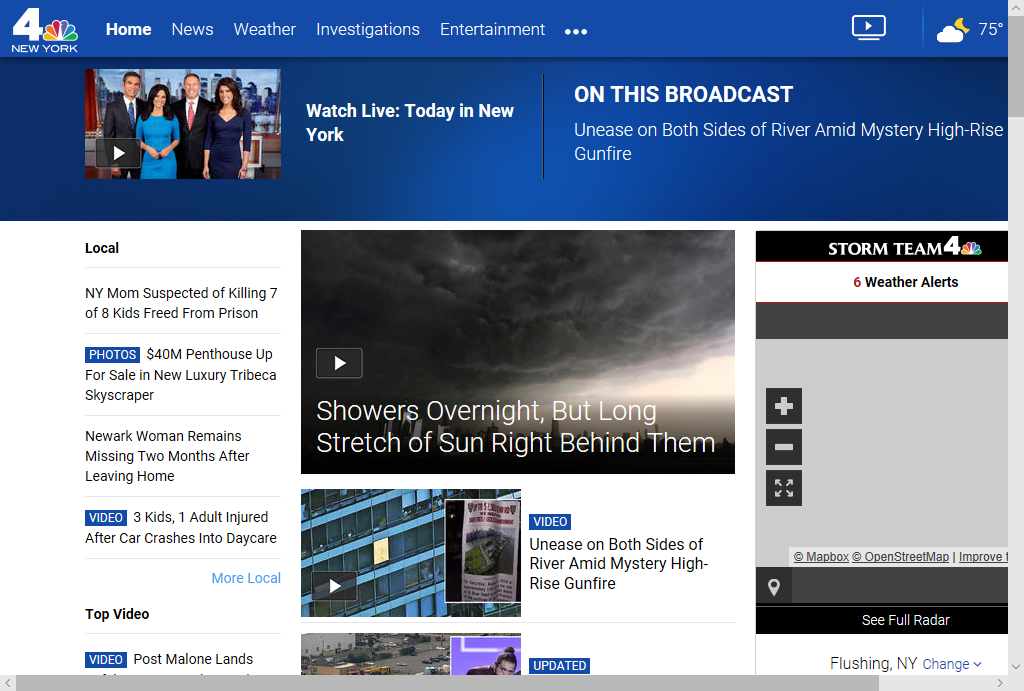 4
NEW YORK
Home News Weather Investigations Entertainment
75°
Watch Live: Today in New
York
ON THIS BROADCAST
Unease on Both Sides of River Amid Mystery High-Rise
Gunfire
Local
NY Mom Suspected of Killing 7
of 8 Kids Freed From Prison
PHOTOS $40M Penthouse Up
For Sale in New Luxury Tribeca
Skyscraper
Newark Woman Remains
Missing Two Months After
Leaving Home
VIDEO 3 Kids, 1 Adult Injured
After Car Crashes Into Daycare
More Local
Top Video
VIDEO Post Malone Lands
Showers Overnight, But Long
Stretch of Sun Right Behind Them
VIDEO
Unease on Both Sides of
River Amid Mystery High-
Rise Gunfire
UPDATED
STORM TEAM 4
6 Weather Alerts
© Mapbox © OpenStreetMap | Improve t
See Full Radar
Flushing, NY Change